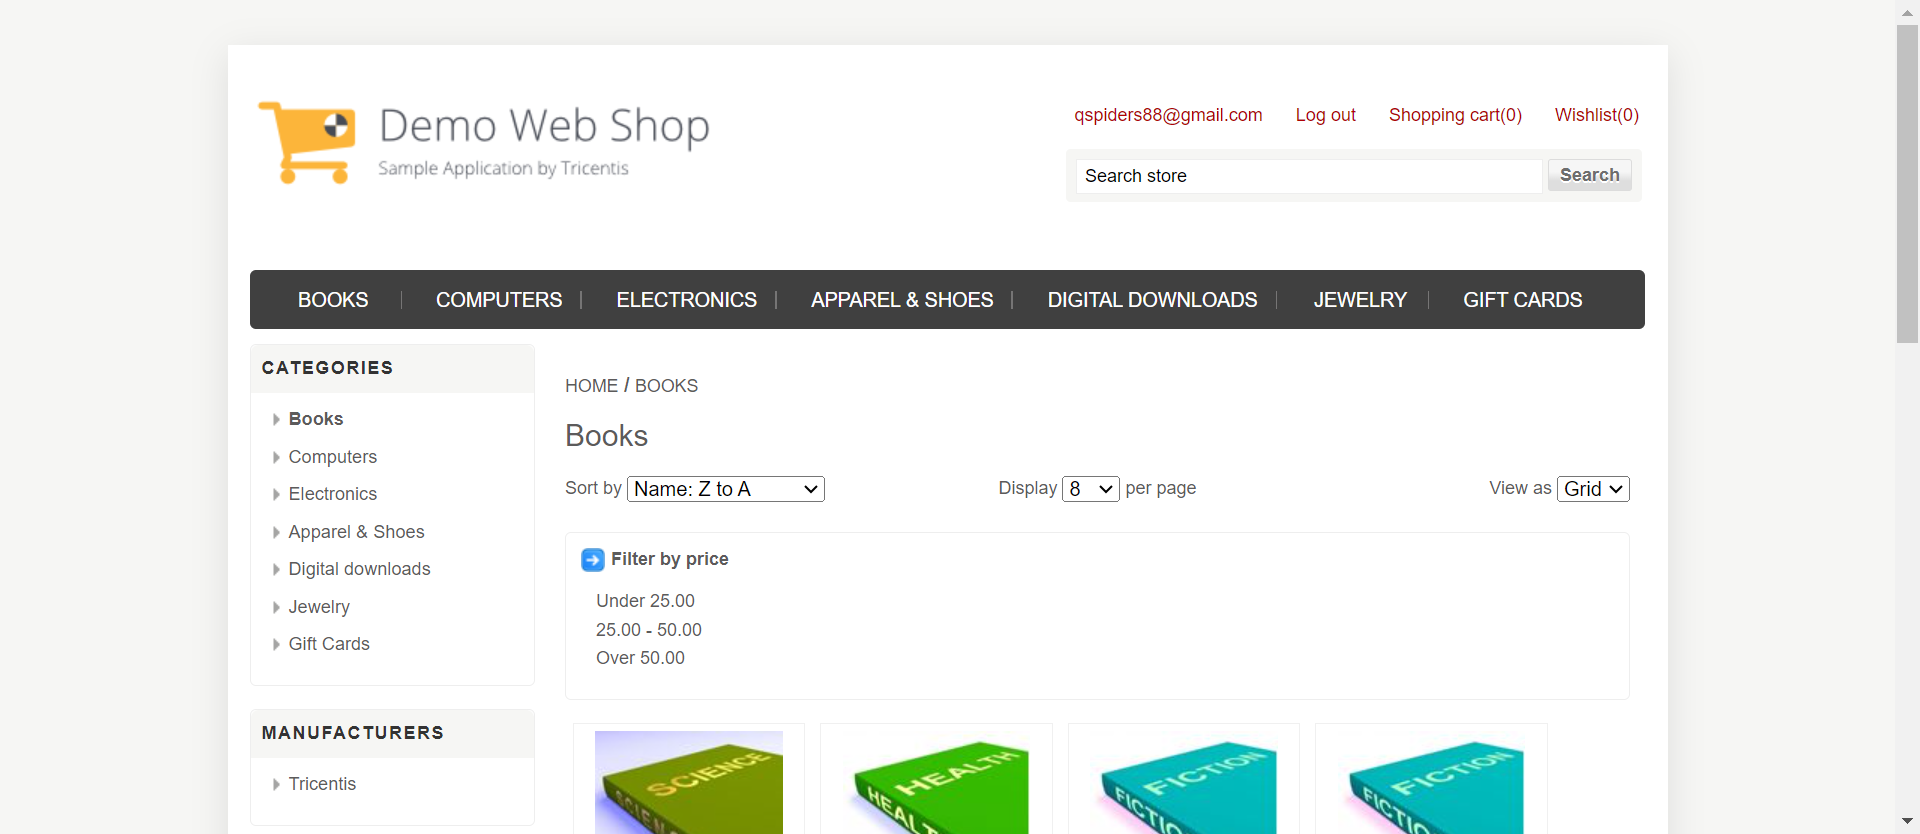 Demo Web Shop
Sample Application by Tricentis
qspiders88@gmail.com Log out Shopping cart(0) Wishlist(0)
Search store Search
BOOKS COMPUTERS ELECTRONICS APPAREL & SHOES DIGITAL DOWNLOADS JEWELRY GIFT CARDS
CATEGORIES
Books
Computers
Electronics
Apparel & Shoes
Digital downloads
Jewelry
Gift Cards
MANUFACTURERS
Tricentis
HOME / BOOKS
Books
Sort by Name: Z to A Display 8 per page View as Grid
Filter by price
Under 25.00
25.00 - 50.00
Over 50.00
SCIENCE HEALTH FICTION FICTION